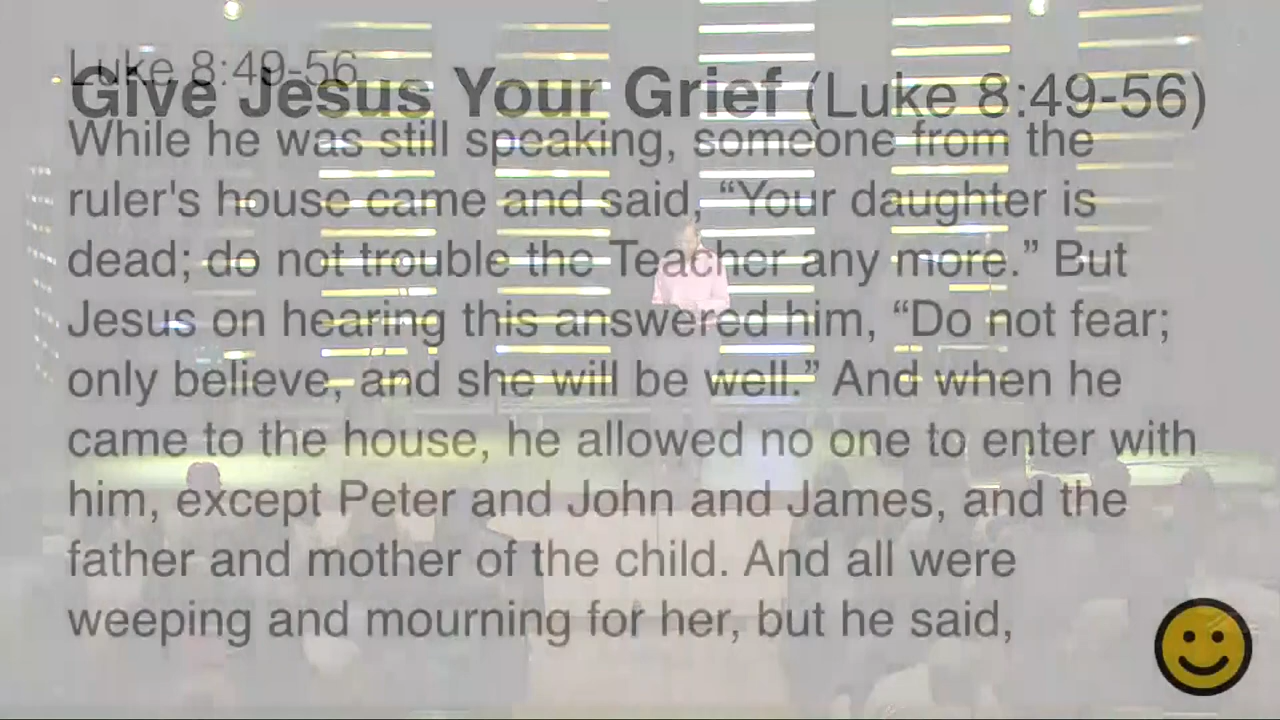 Luke 8:49-56
Give Jesus Your Grief (Luke 8:49-56)
While he was still speaking, someone from the
ruler's house came and said, “Your daughter is
dead; do not trouble the Teacher any more.” But
Jesus on hearing this answered him, “Do not fear;
only believe, and she will be well.” And when he
came to the house, he allowed no one to enter with
him, except Peter and John and James, and the
father and mother of the child. And all were
weeping and mourning for her, but he said,